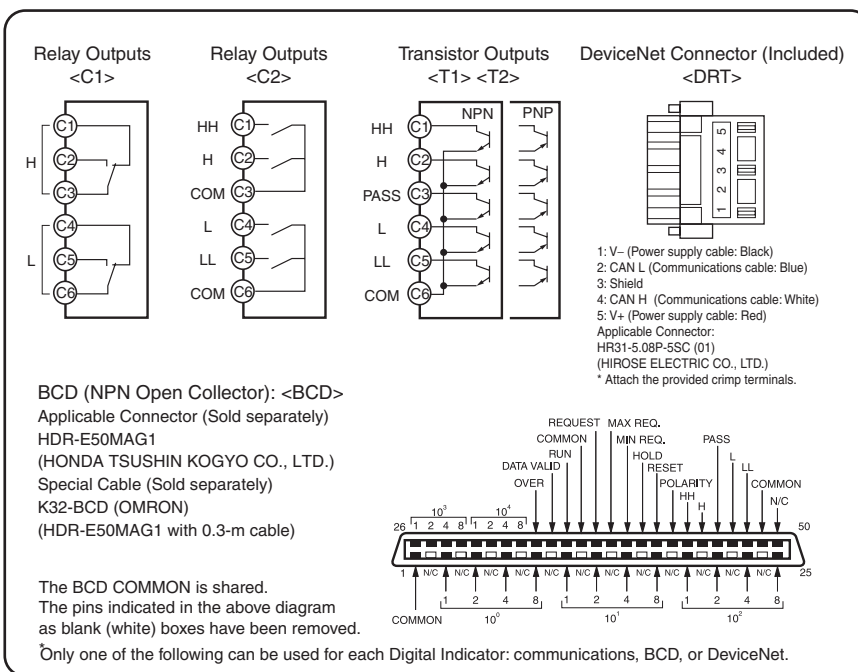 Relay Outputs
<C1>
C1
C2
C3
C4
C5
C6
H
L
Relay Outputs
<C2>
HH C1
H C2
COM C3
L C4
LL C5
COM C6
Transistor Outputs
<T1> <T2>
NPN PNP
HH C1
H C2
PASS C3
L C4
LL C5
COM C6
DeviceNet Connector (Included)
<DRT>
1 2 3 4 5
1: V– (Power supply cable: Black)
2: CAN L (Communications cable: Blue)
3: Shield
4: CAN H (Communications cable: White)
5: V+ (Power supply cable: Red)
Applicable Connector:
HR31-5.08P-5SC (01)
(HIROSE ELECTRIC CO., LTD.)
* Attach the provided crimp terminals.
BCD (NPN Open Collector): <BCD>
Applicable Connector (Sold separately)
HDR-E50MAG1
(HONDA TSUSHIN KOGYO CO., LTD.)
Special Cable (Sold separately)
K32-BCD (OMRON)
(HDR-E50MAG1 with 0.3-m cable)
The BCD COMMON is shared.
The pins indicated in the above diagram
as blank (white) boxes have been removed.
REQUEST MAX REQ.
COMMON MIN REQ. PASS
RUN HOLD L
DATA VALID RESET LL
OVER POLARITY COMMON
HH N/C
H
10³ 10⁴
26 1 2 4 8 1 2 4 8 50
1 N/C N/C N/C N/C N/C N/C N/C N/C N/C N/C N/C N/C 25
COMMON 1 2 4 8 1 2 4 8 1 2 4 8
10⁰ 10¹ 10²
*Only one of the following can be used for each Digital Indicator: communications, BCD, or DeviceNet.